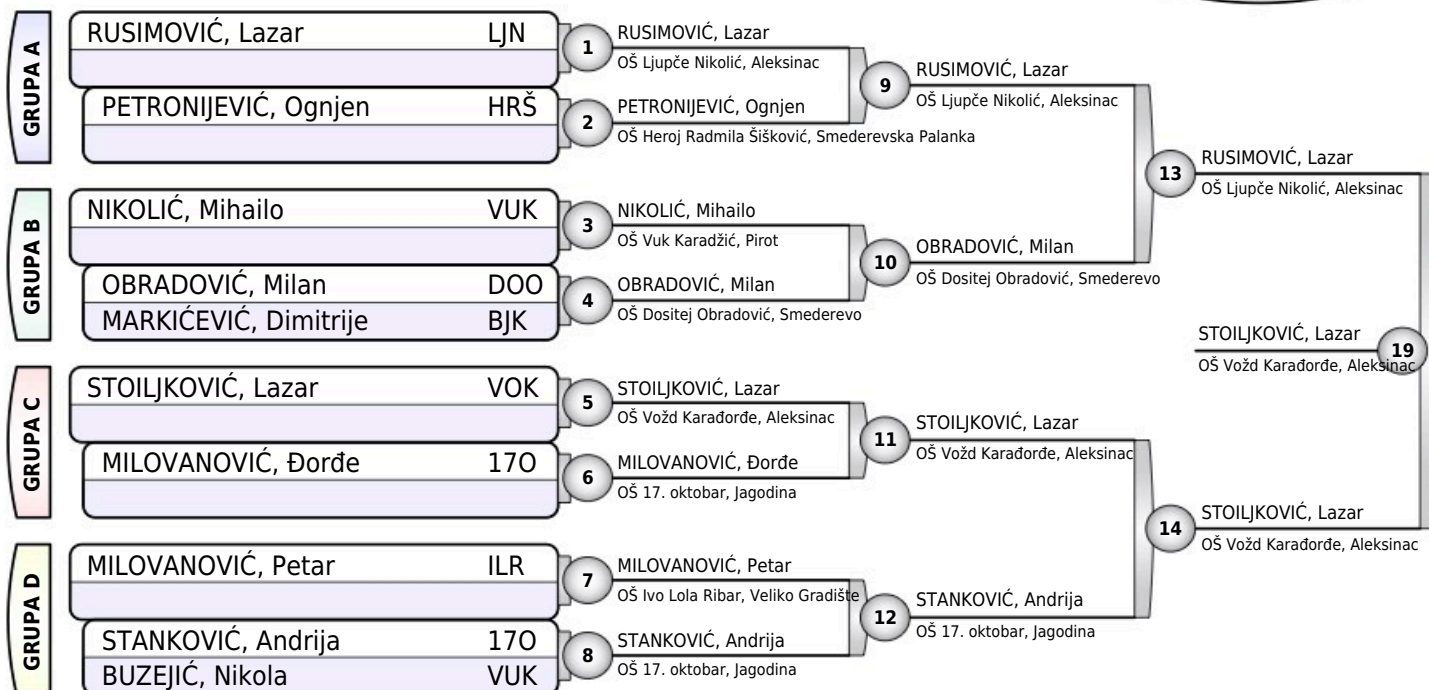 GRUPA A
RUSIMOVIĆ, Lazar LJN
PETRONIJEVIĆ, Ognjen HRŠ
GRUPA B
NIKOLIĆ, Mihailo VUK
OBRADOVIĆ, Milan DOO
MARKIĆEVIĆ, Dimitrije BJK
GRUPA C
STOILJKOVIĆ, Lazar VOK
MILOVANOVIĆ, Đorđe 17O
GRUPA D
MILOVANOVIĆ, Petar ILR
STANKOVIĆ, Andrija 17O
BUZEJIĆ, Nikola VUK
1
RUSIMOVIĆ, Lazar
OŠ Ljupče Nikolić, Aleksinac
2
PETRONIJEVIĆ, Ognjen
OŠ Heroj Radmila Šišković, Smederevska Palanka
3
NIKOLIĆ, Mihailo
OŠ Vuk Karadžić, Pirot
4
OBRADOVIĆ, Milan
OŠ Dositej Obradović, Smederevo
5
STOILJKOVIĆ, Lazar
OŠ Vožd Karađorđe, Aleksinac
6
MILOVANOVIĆ, Đorđe
OŠ 17. oktobar, Jagodina
7
MILOVANOVIĆ, Petar
OŠ Ivo Lola Ribar, Veliko Gradište
8
STANKOVIĆ, Andrija
OŠ 17. oktobar, Jagodina
9
RUSIMOVIĆ, Lazar
OŠ Ljupče Nikolić, Aleksinac
10
OBRADOVIĆ, Milan
OŠ Dositej Obradović, Smederevo
11
STOILJKOVIĆ, Lazar
OŠ Vožd Karađorđe, Aleksinac
12
STANKOVIĆ, Andrija
OŠ 17. oktobar, Jagodina
13
RUSIMOVIĆ, Lazar
OŠ Ljupče Nikolić, Aleksinac
14
STOILJKOVIĆ, Lazar
OŠ Vožd Karađorđe, Aleksinac
STOILJKOVIĆ, Lazar
OŠ Vožd Karađorđe, Aleksinac
19